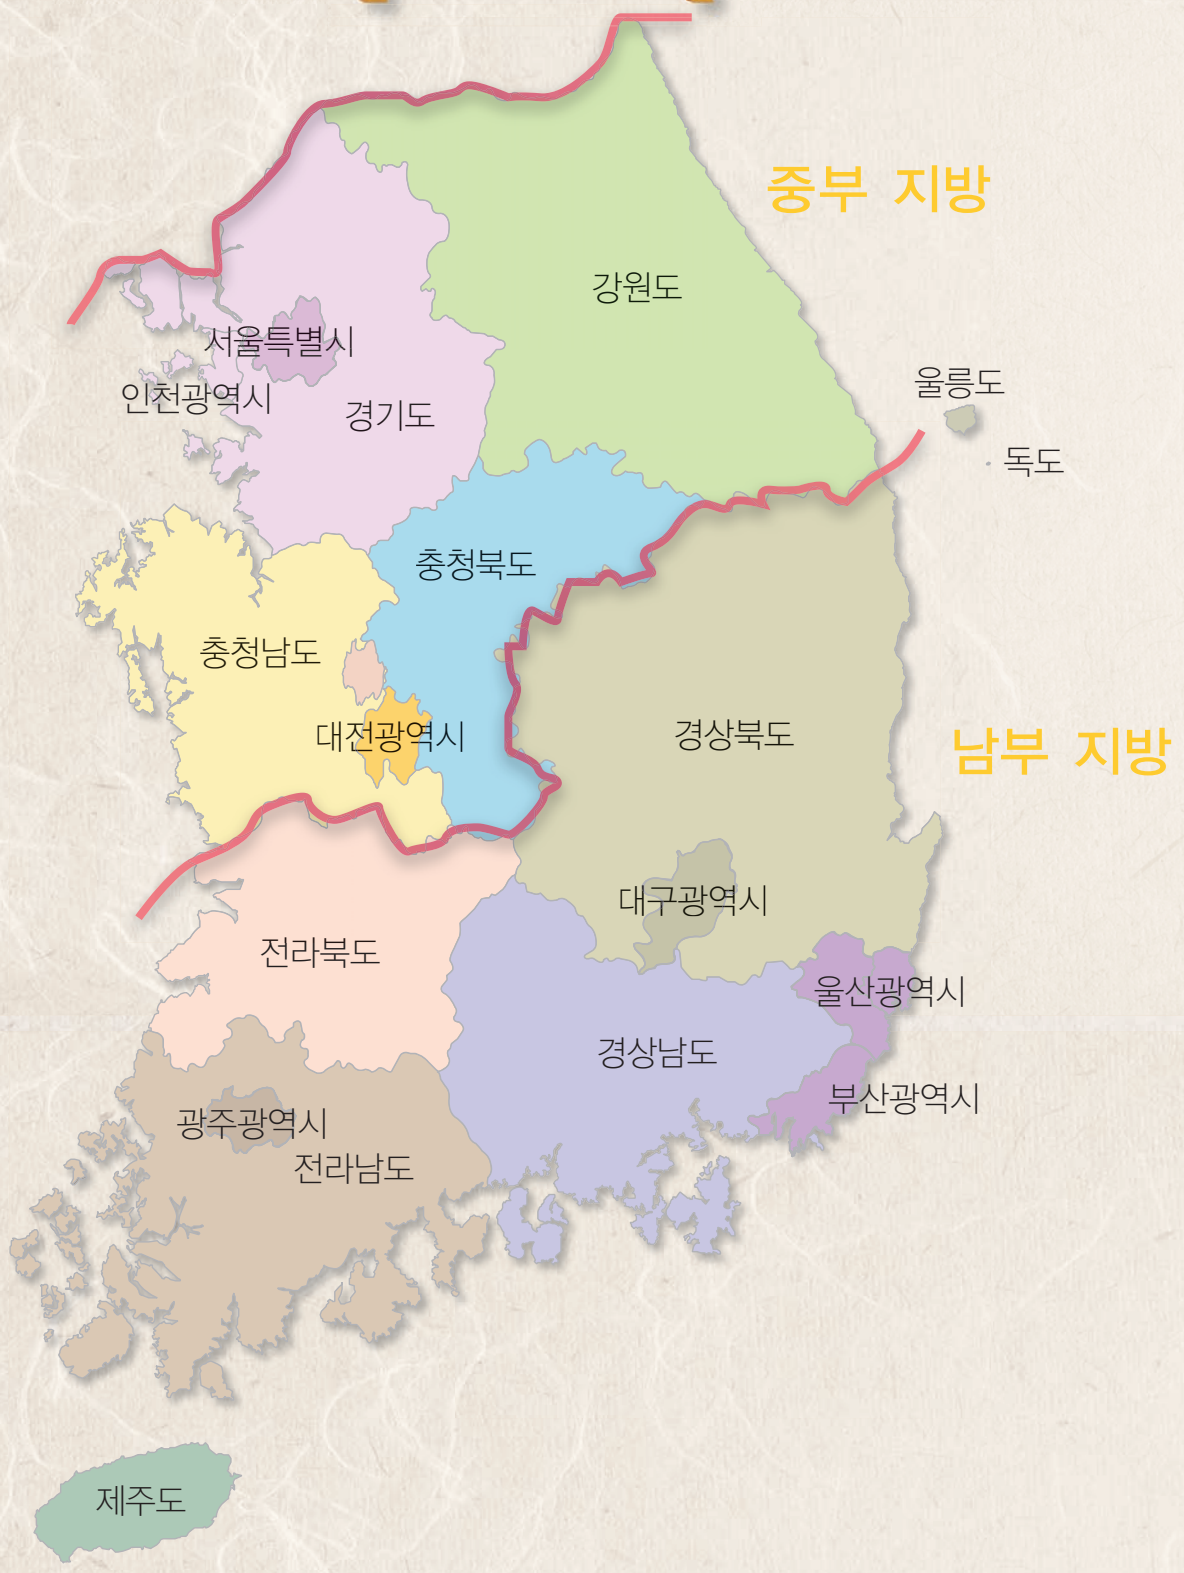 중부 지방
강원도
서울특별시
울릉도
인천광역시
경기도
독도
충청북도
충청남도
대전광역시
경상북도
남부 지방
대구광역시
전라북도
울산광역시
경상남도
부산광역시
광주광역시
전라남도
제주도